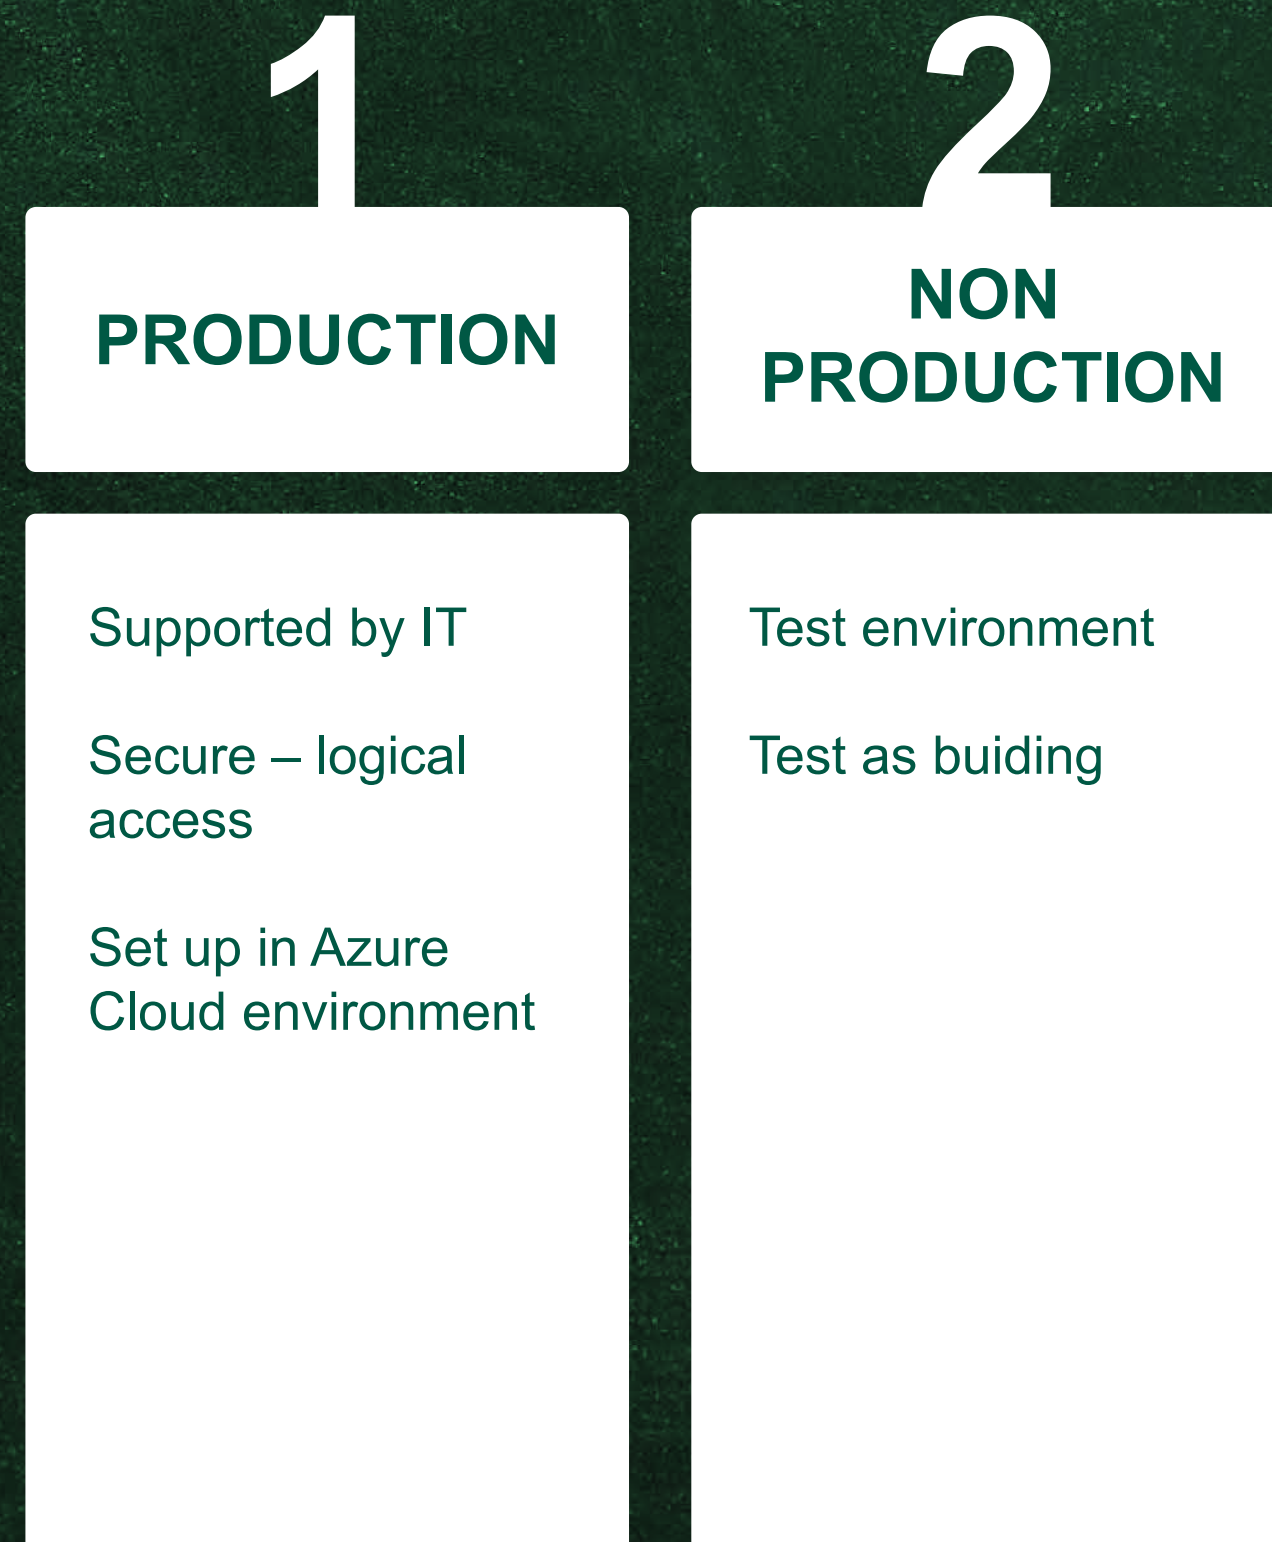 1
PRODUCTION
Supported by IT
Secure – logical
access
Set up in Azure
Cloud environment
2
NON
PRODUCTION
Test environment
Test as buiding